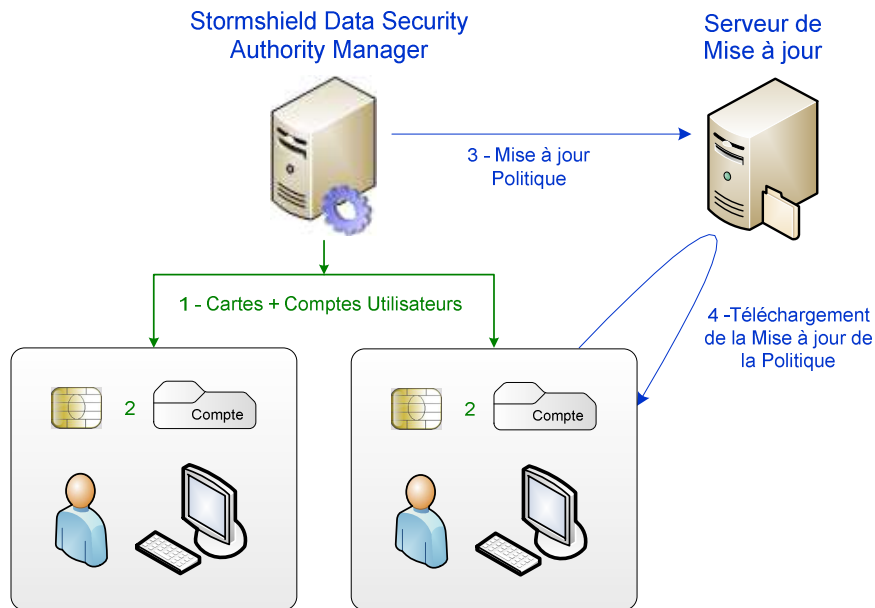 Stormshield Data Security
Authority Manager
Serveur de
Mise à jour
3 - Mise à jour
Politique
1 - Cartes + Comptes Utilisateurs
4 -Téléchargement
de la Mise à jour de
la Politique
2
Compte
2
Compte